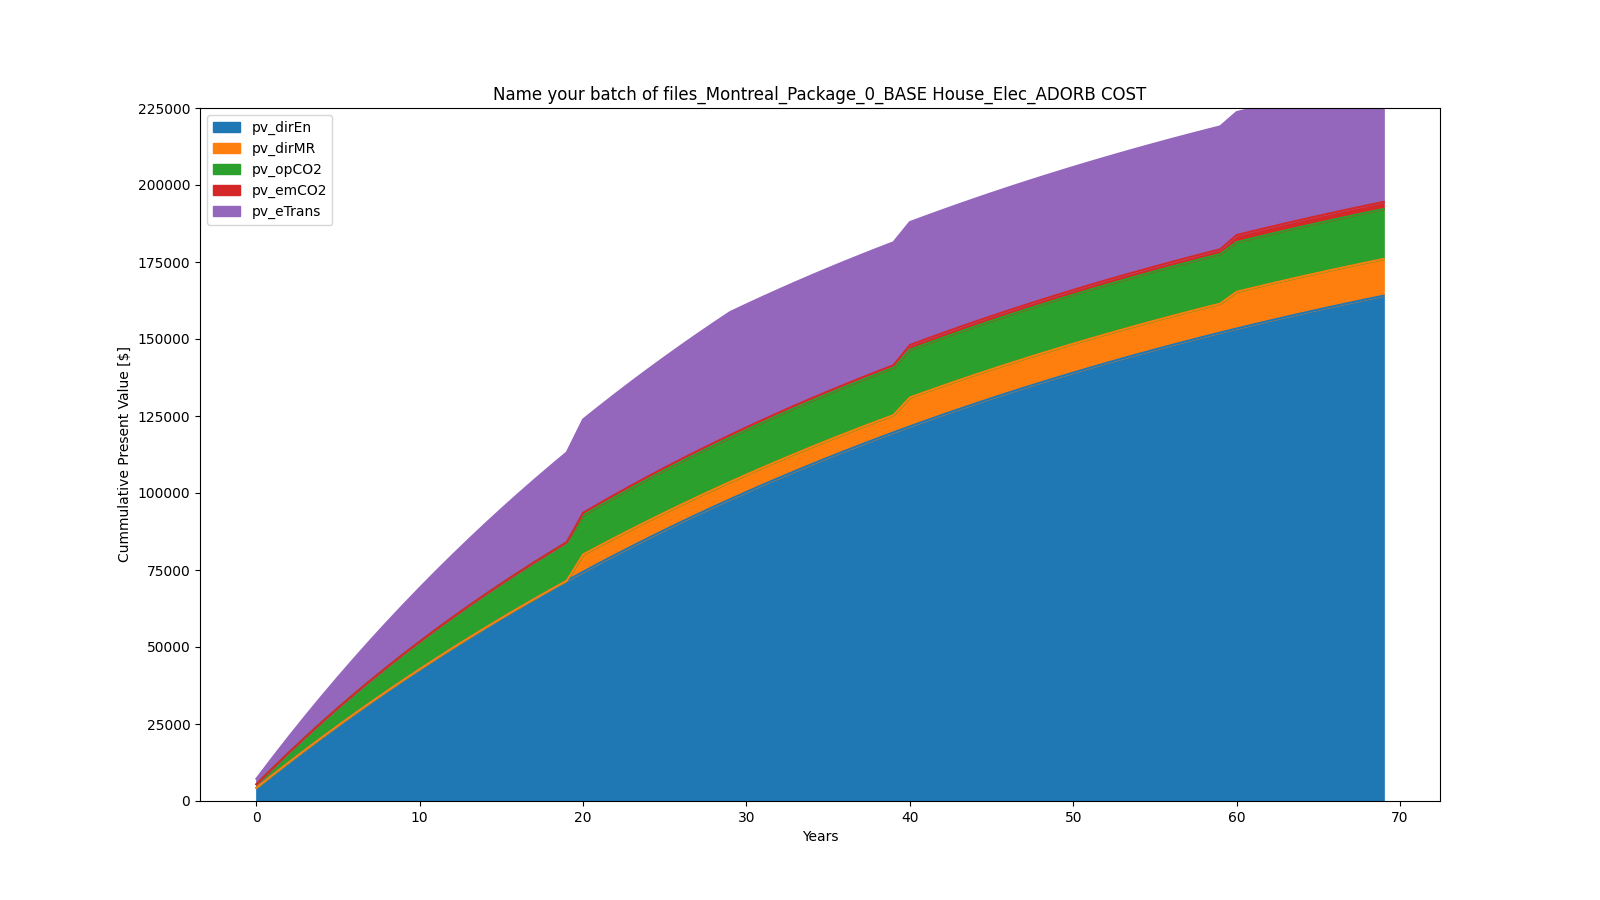 Name your batch of files_Montreal_Package_0_BASE House_Elec_ADORB COST
225000
200000
175000
150000
125000
100000
75000
50000
25000
0
Cummulative Present Value [$]
pv_dirEn
pv_dirMR
pv_opCO2
pv_emCO2
pv_eTrans
0 10 20 30 40 50 60 70
Years